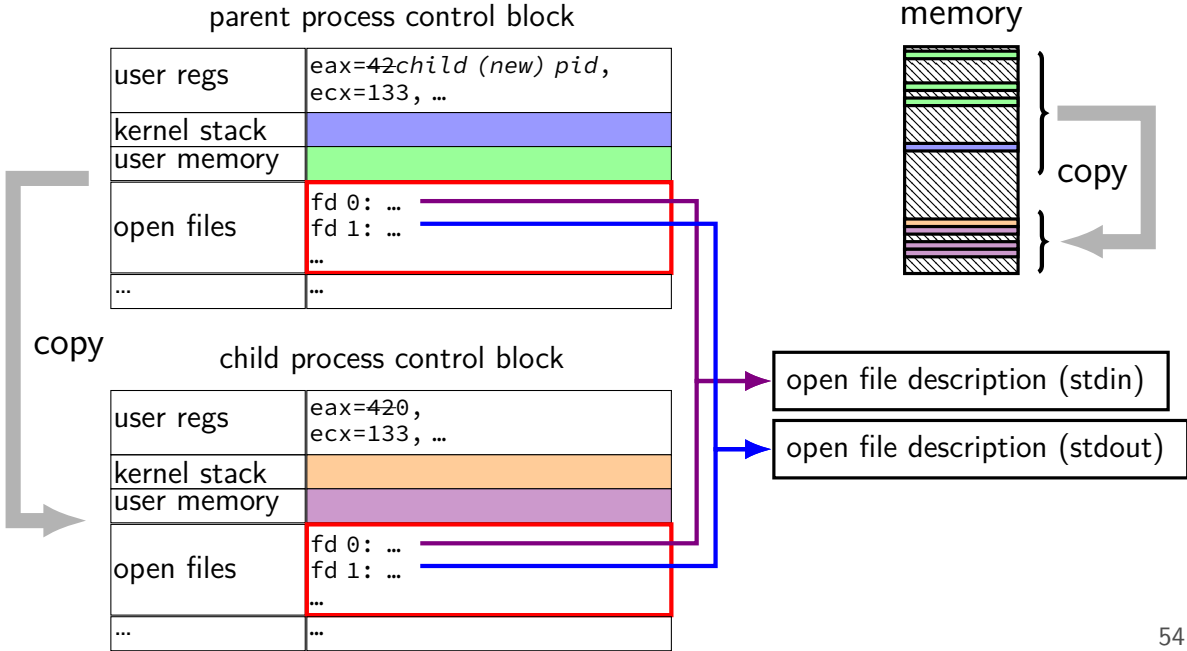 parent process control block
user regs
eax=42child (new) pid,
ecx=133, …
kernel stack
user memory
open files
fd 0: …
fd 1: …
…
…
…
copy
child process control block
user regs
eax=420,
ecx=133, …
kernel stack
user memory
open files
fd 0: …
fd 1: …
…
…
…
memory
copy
open file description (stdin)
open file description (stdout)
54